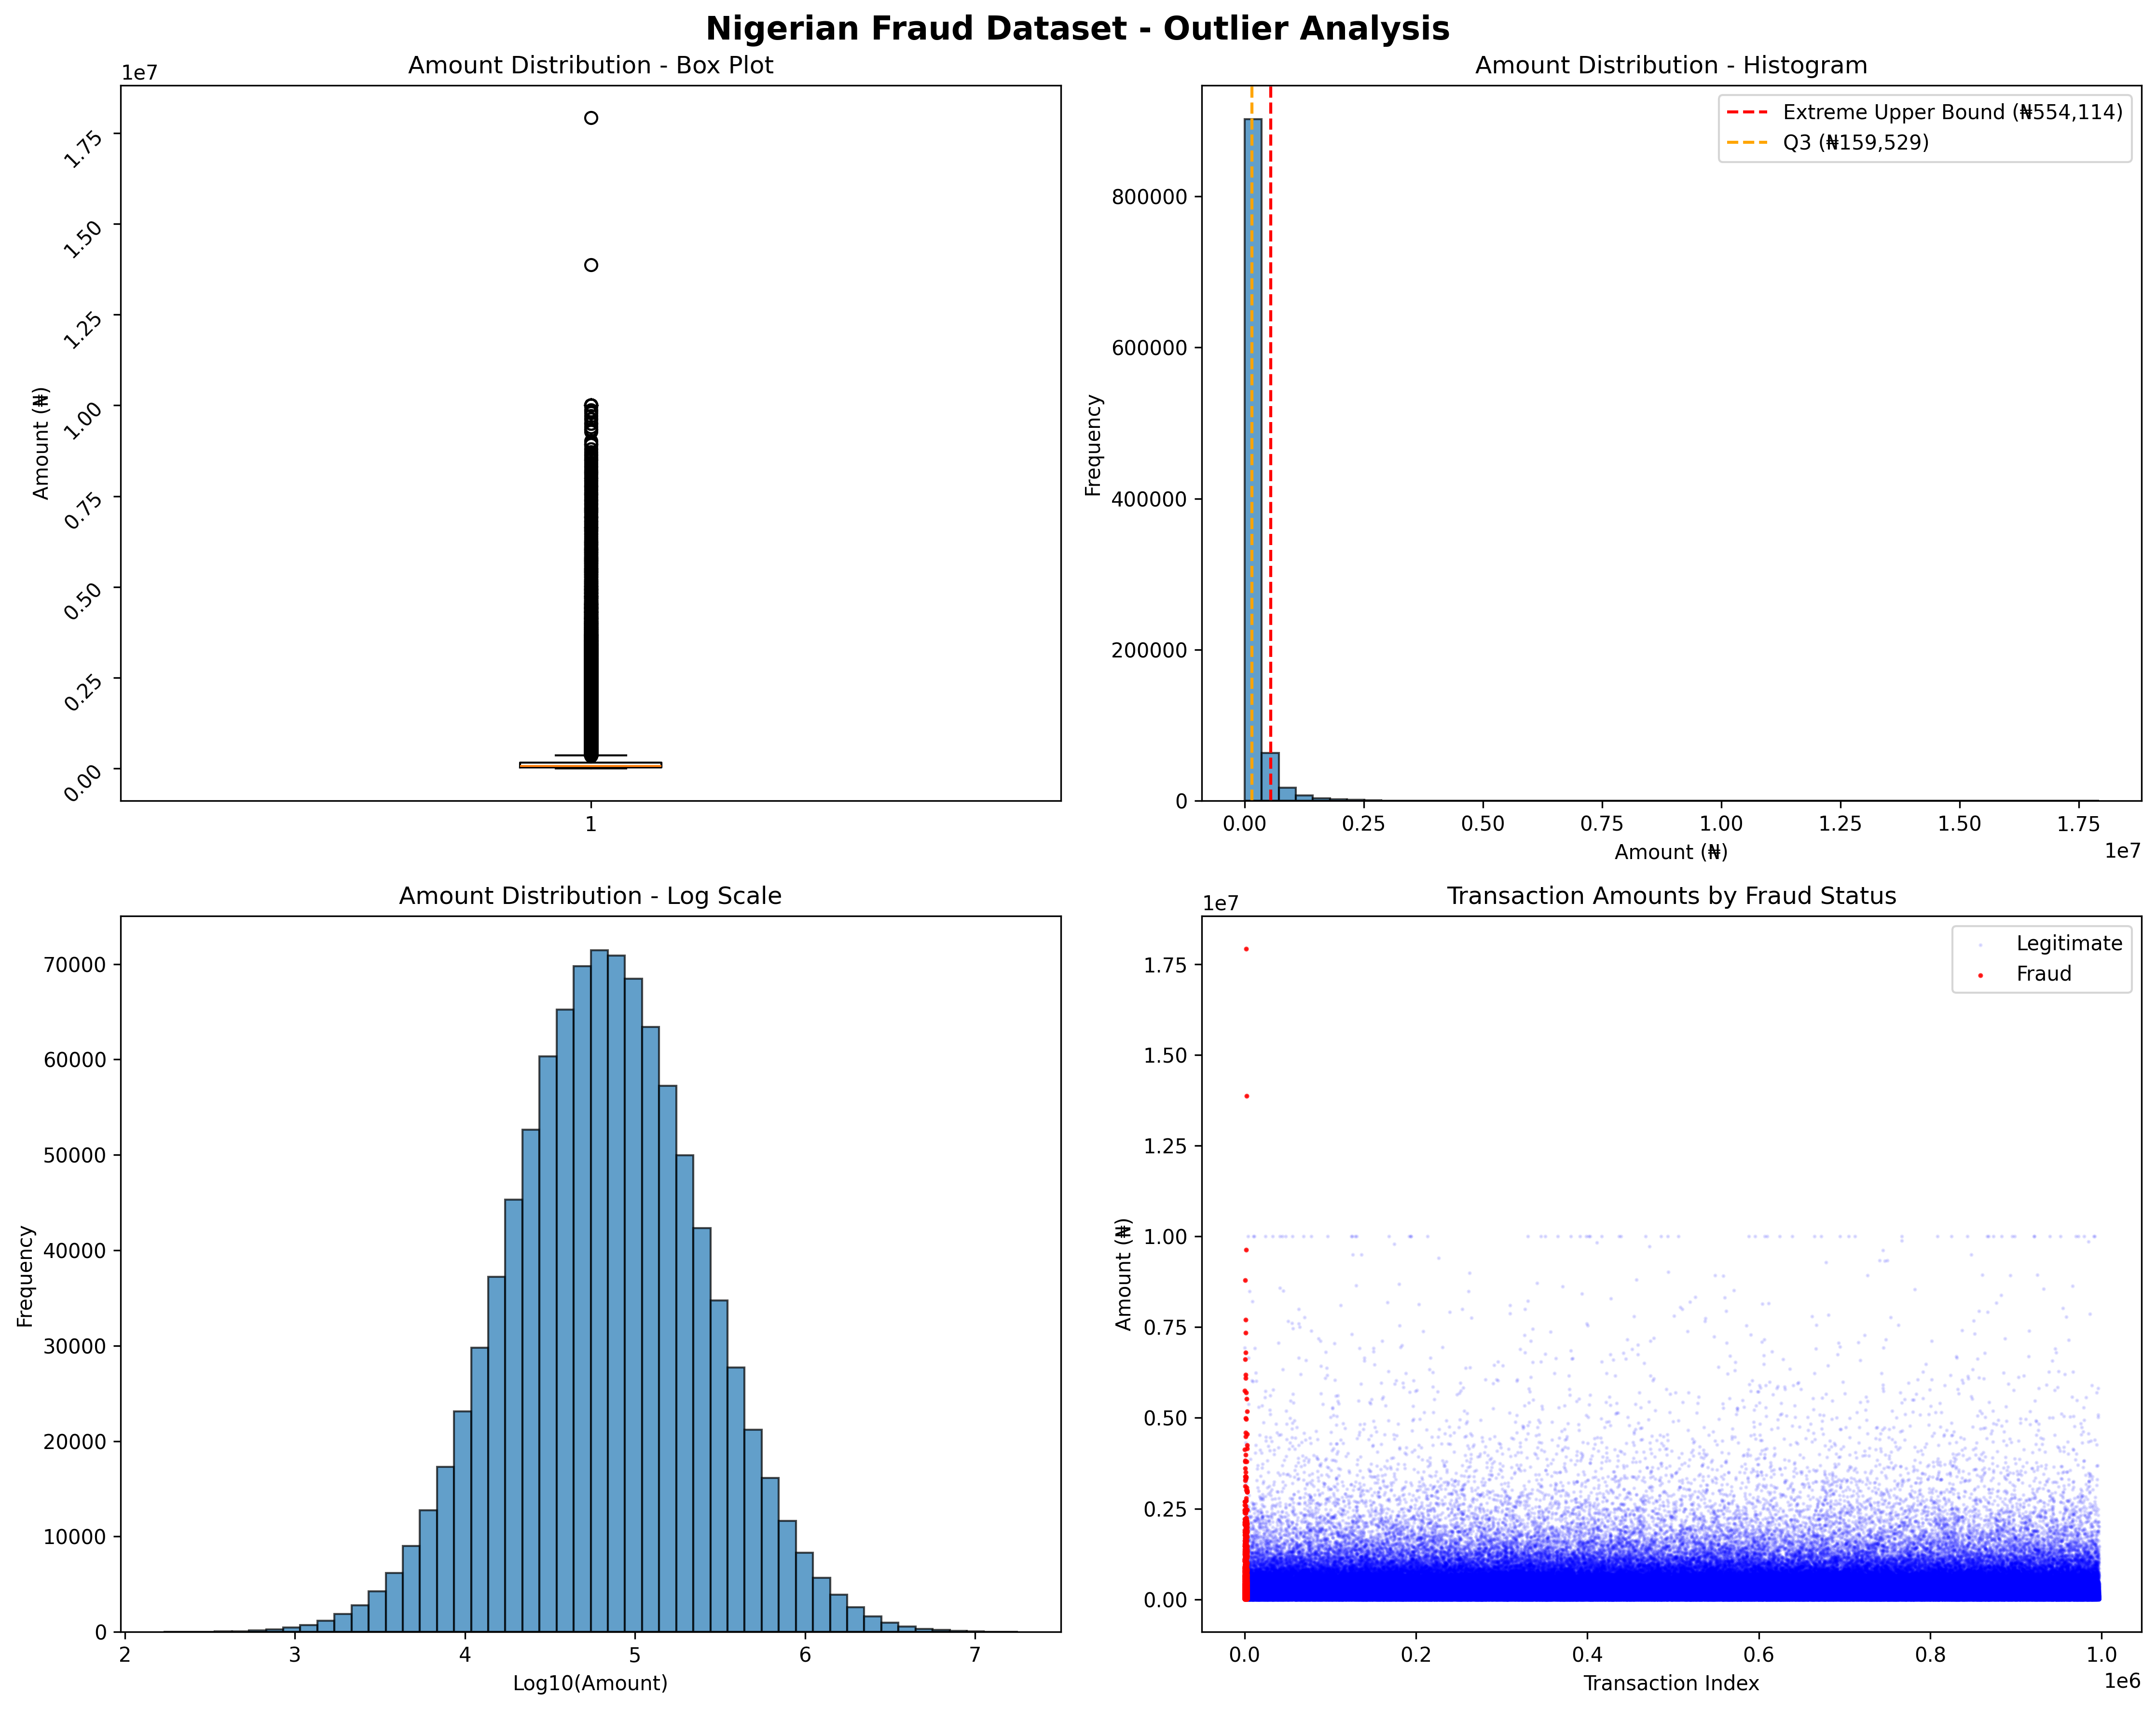 Nigerian Fraud Dataset - Outlier Analysis
Amount Distribution - Box Plot
1e7
1.75
1.50
1.25
1.00
0.75
0.50
0.25
0.00
Amount (₦)
1
Amount Distribution - Histogram
Extreme Upper Bound (₦554,114)
Q3 (₦159,529)
800000
600000
400000
200000
0
Frequency
0.00 0.25 0.50 0.75 1.00 1.25 1.50 1.75
Amount (₦)
1e7
Amount Distribution - Log Scale
70000
60000
50000
40000
30000
20000
10000
0
Frequency
2 3 4 5 6 7
Log10(Amount)
Transaction Amounts by Fraud Status
1e7
Legitimate
Fraud
1.75
1.50
1.25
1.00
0.75
0.50
0.25
0.00
Amount (₦)
0.0 0.2 0.4 0.6 0.8 1.0
Transaction Index
1e6